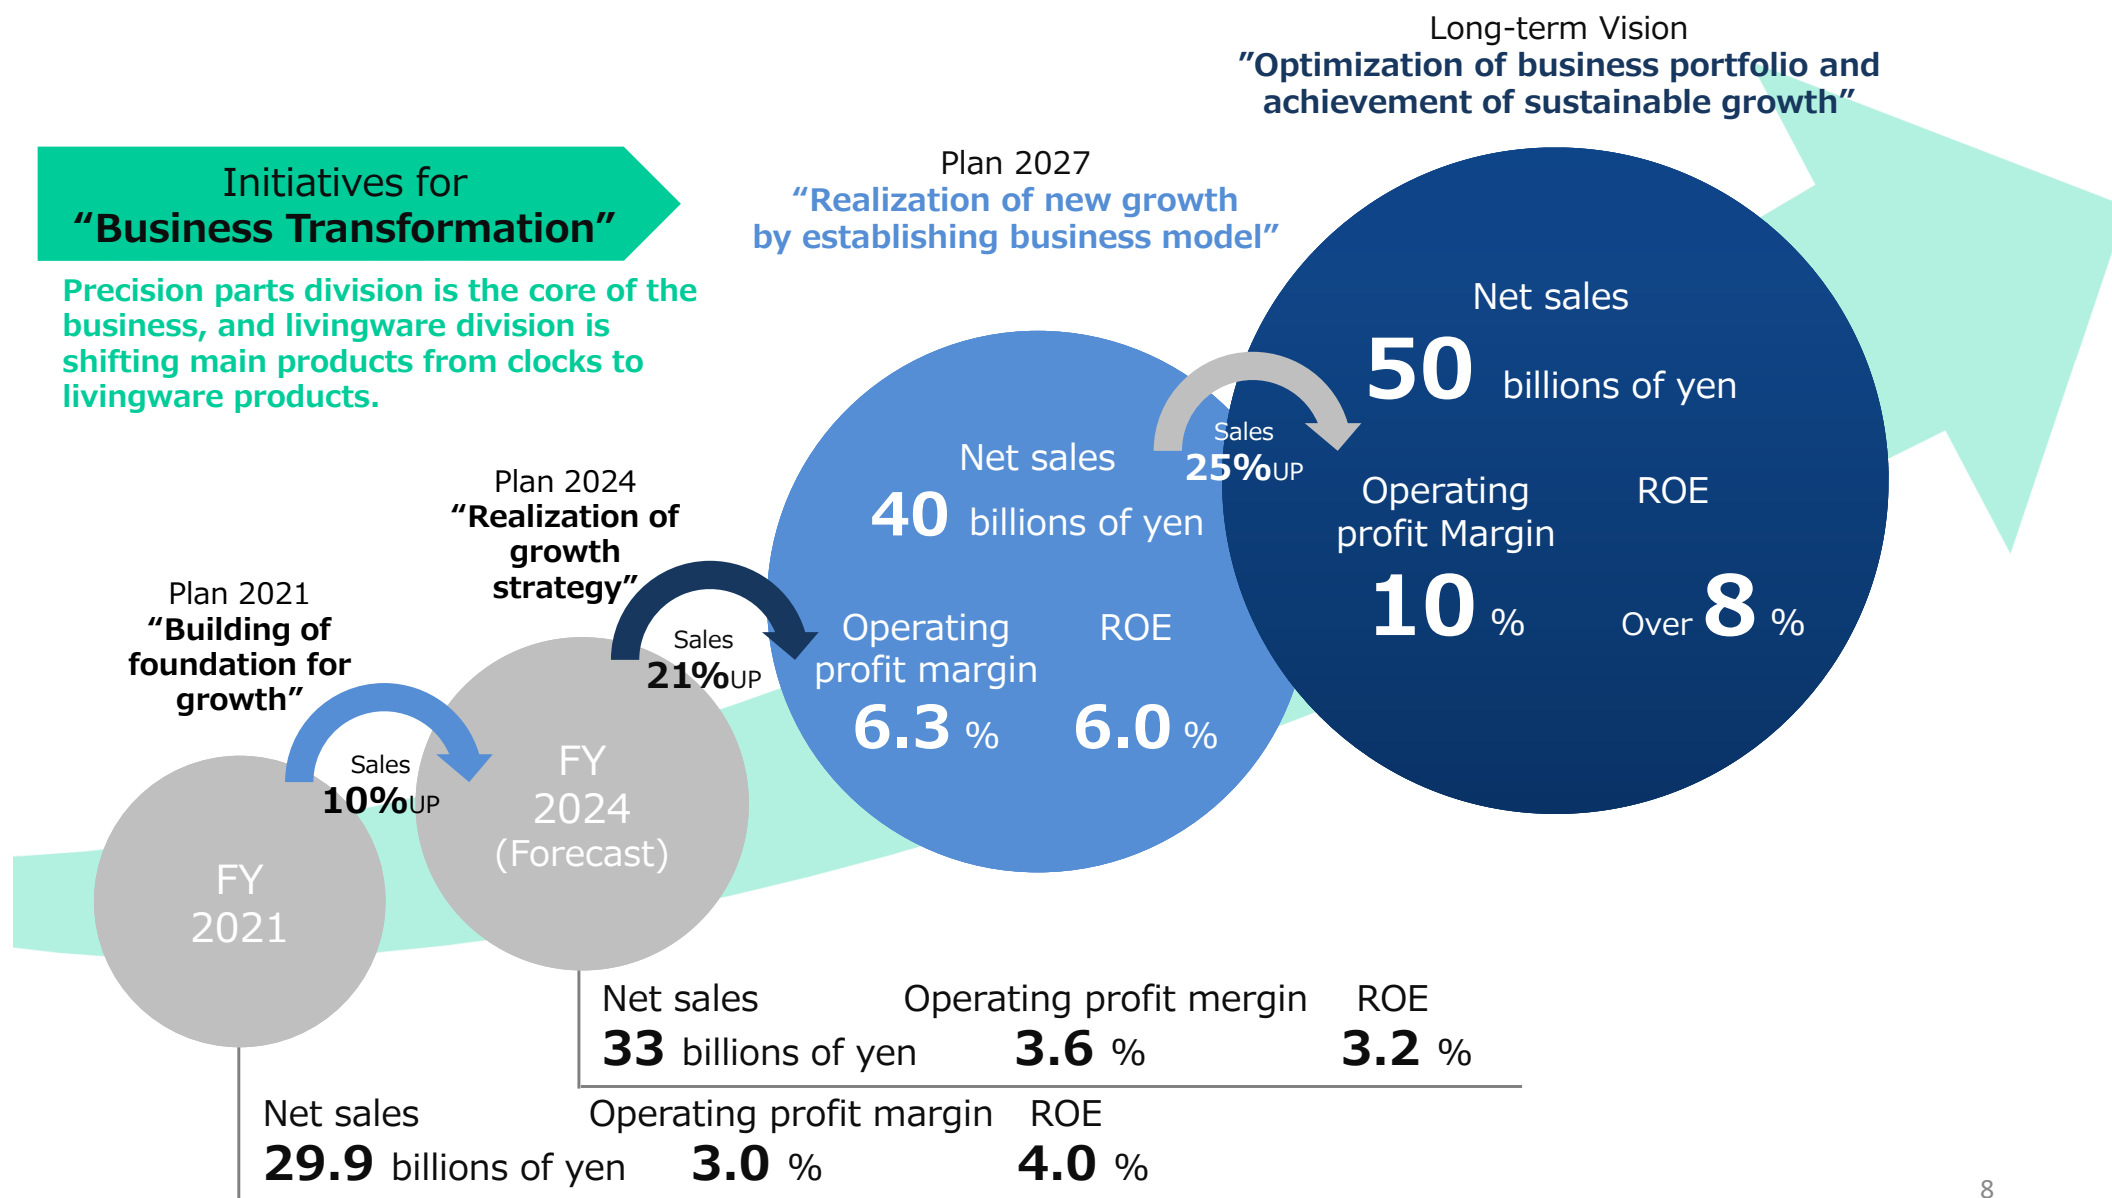 Long-term Vision
”Optimization of business portfolio and
achievement of sustainable growth”
Initiatives for
“Business Transformation”
Precision parts division is the core of the
business, and livingware division is
shifting main products from clocks to
livingware products.
Plan 2027
“Realization of new growth
by establishing business model”
Net sales
50 billions of yen
Operating
profit Margin
10 %
ROE
Over 8 %
Sales
25%UP
Net sales
40 billions of yen
Operating
profit margin
6.3 %
ROE
6.0 %
Plan 2024
“Realization of
growth
strategy”
Sales
21%UP
Plan 2021
“Building of
foundation for
growth”
Sales
10%UP
FY
2024
(Forecast)
FY
2021
Net sales
33 billions of yen
Operating profit mergin
3.6 %
ROE
3.2 %
Net sales
29.9 billions of yen
Operating profit margin
3.0 %
ROE
4.0 %
8